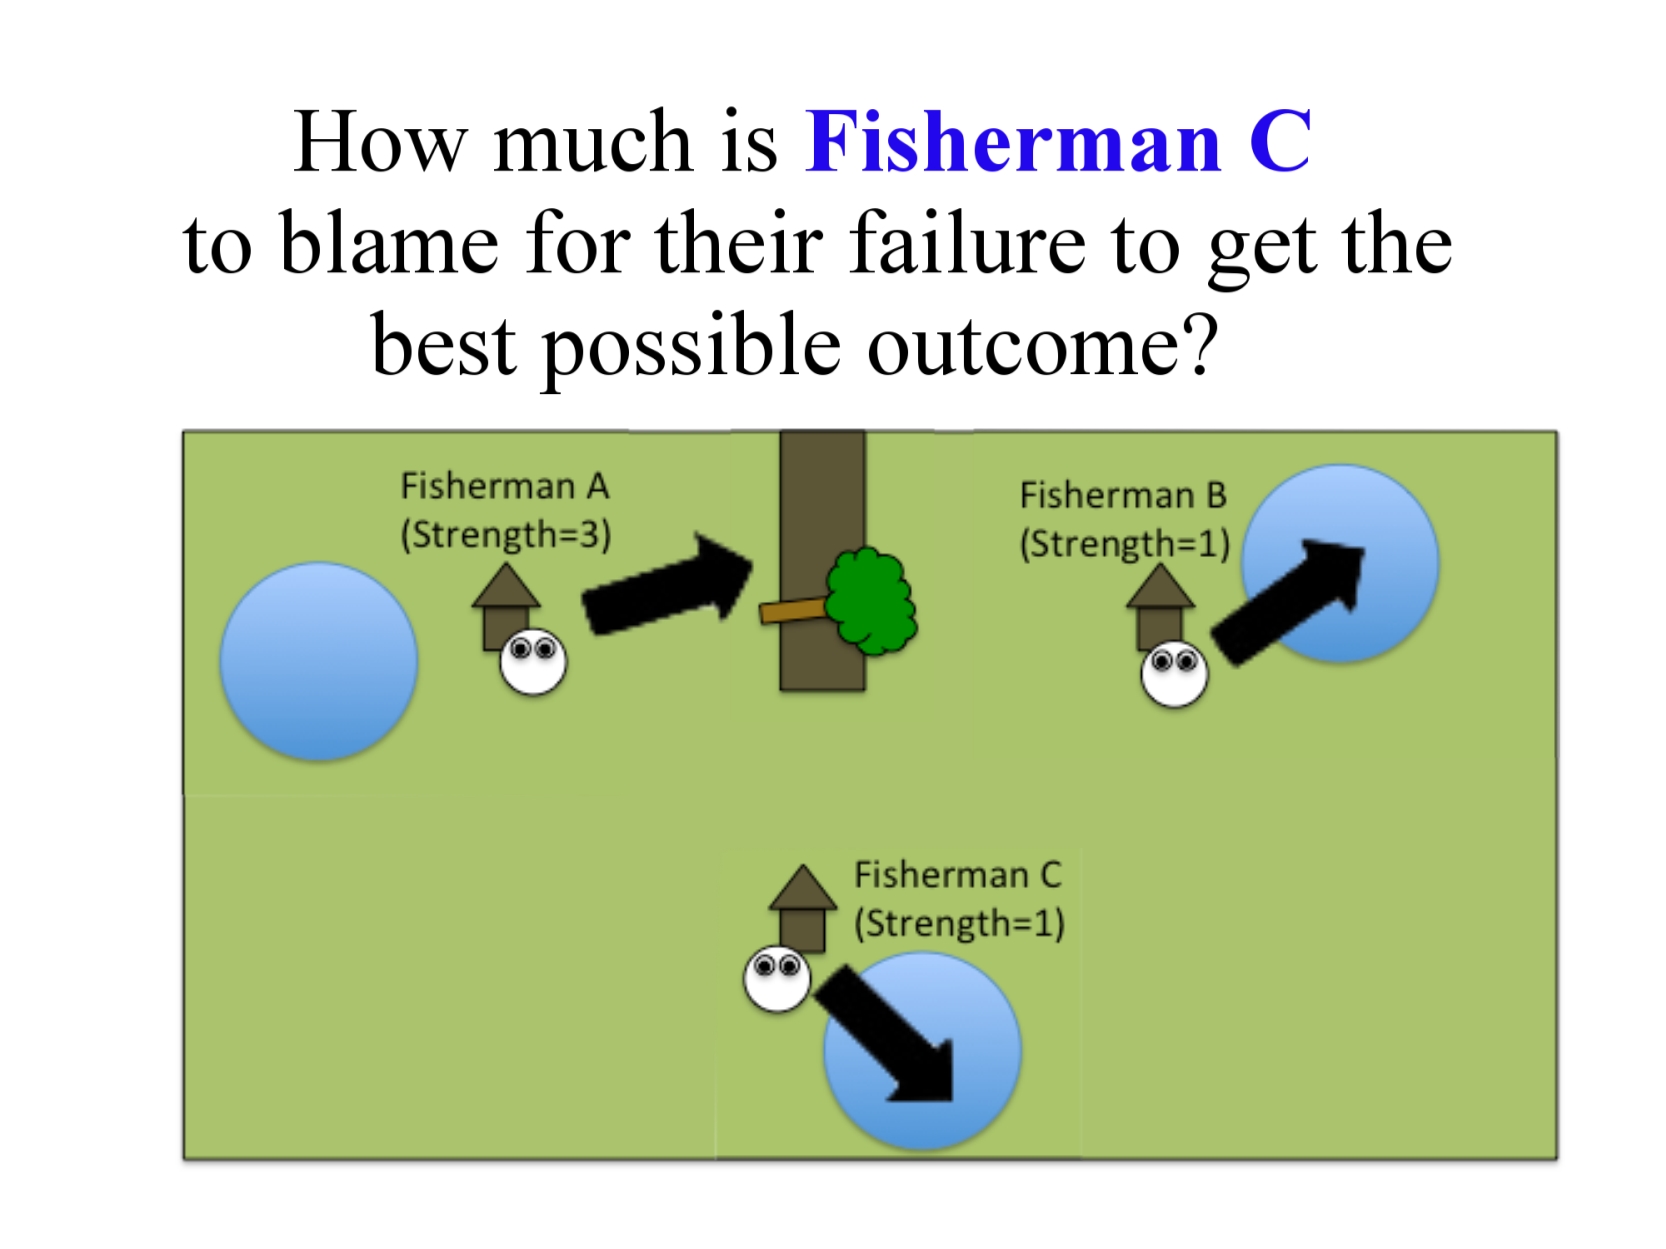 How much is Fisherman C
to blame for their failure to get the
best possible outcome?
Fisherman A
(Strength=3)
Fisherman B
(Strength=1)
Fisherman C
(Strength=1)